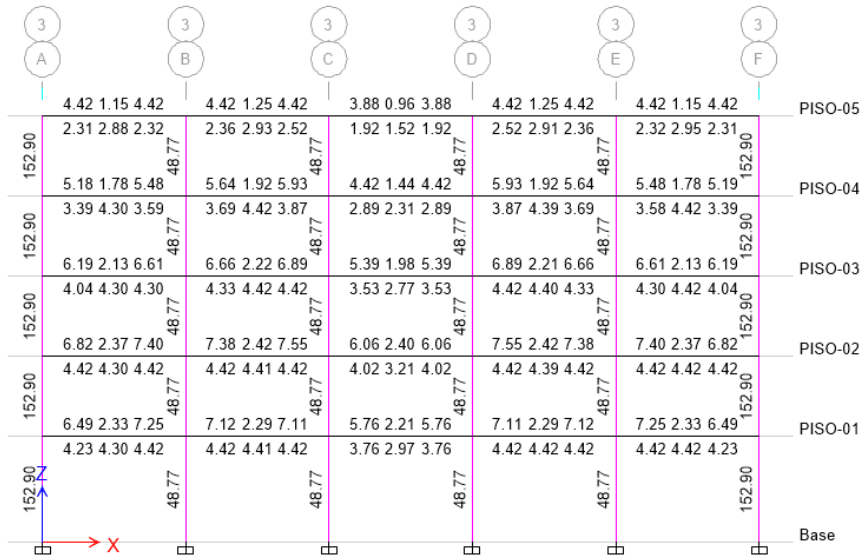 3 3 3 3 3 3
A B C D E F
4.42 1.15 4.42 4.42 1.25 4.42 3.88 0.96 3.88 4.42 1.25 4.42 4.42 1.15 4.42 PISO-05
2.31 2.88 2.32 2.36 2.93 2.52 1.92 1.52 1.92 2.52 2.91 2.36 2.32 2.95 2.31
152.90 48.77 48.77 48.77 48.77 152.90
5.18 1.78 5.48 5.64 1.92 5.93 4.42 1.44 4.42 5.93 1.92 5.64 5.48 1.78 5.19 PISO-04
3.39 4.30 3.59 3.69 4.42 3.87 2.89 2.31 2.89 3.87 4.39 3.69 3.58 4.42 3.39
152.90 48.77 48.77 48.77 48.77 152.90
6.19 2.13 6.61 6.66 2.22 6.89 5.39 1.98 5.39 6.89 2.21 6.66 6.61 2.13 6.19 PISO-03
4.04 4.30 4.30 4.33 4.42 4.42 3.53 2.77 3.53 4.42 4.40 4.33 4.30 4.42 4.04
152.90 48.77 48.77 48.77 48.77 152.90
6.82 2.37 7.40 7.38 2.42 7.55 6.06 2.40 6.06 7.55 2.42 7.38 7.40 2.37 6.82 PISO-02
4.42 4.30 4.42 4.42 4.41 4.42 4.02 3.21 4.02 4.42 4.39 4.42 4.42 4.42 4.42
152.90 48.77 48.77 48.77 48.77 152.90
6.49 2.33 7.25 7.12 2.29 7.11 5.76 2.21 5.76 7.11 2.29 7.12 7.25 2.33 6.49 PISO-01
4.23 4.30 4.42 4.42 4.41 4.42 3.76 2.97 3.76 4.42 4.42 4.42 4.42 4.42 4.23
152.90 48.77 48.77 48.77 48.77 152.90
Z
X
Base